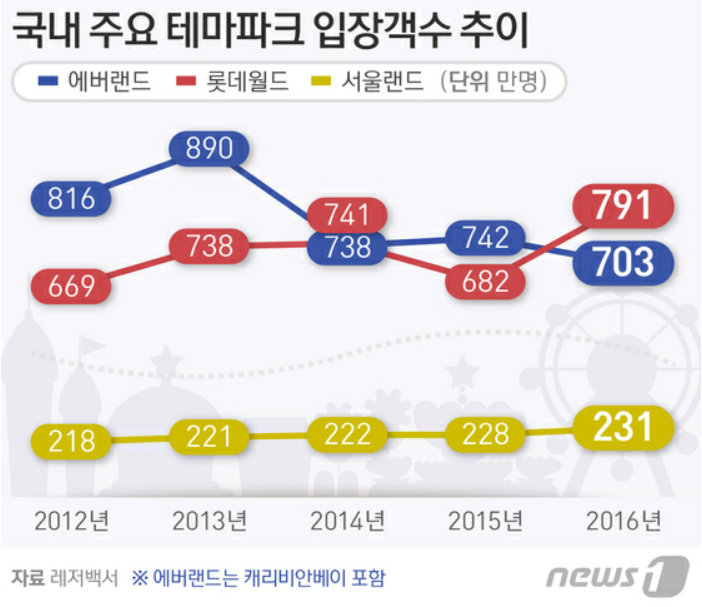 국내 주요 테마파크 입장객수 추이
에버랜드 롯데월드 서울랜드 (단위 만명)
816 890 741 738 742 791 703
669 738 682
218 221 222 228 231
2012년 2013년 2014년 2015년 2016년
자료 레저백서 ※ 에버랜드는 캐리비안베이 포함
news1